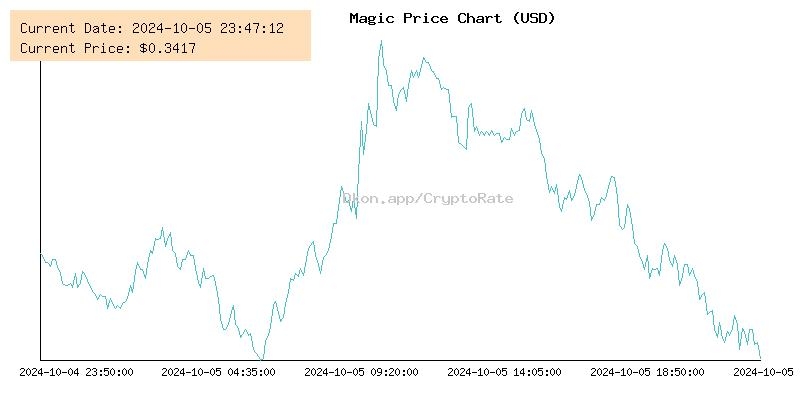 Magic Price Chart (USD)
Current Date: 2024-10-05 23:47:12
Current Price: $0.3417
0kon.app/CryptoRate
2024-10-04 23:50:00
2024-10-05 04:35:00
2024-10-05 09:20:00
2024-10-05 14:05:00
2024-10-05 18:50:00
2024-10-05